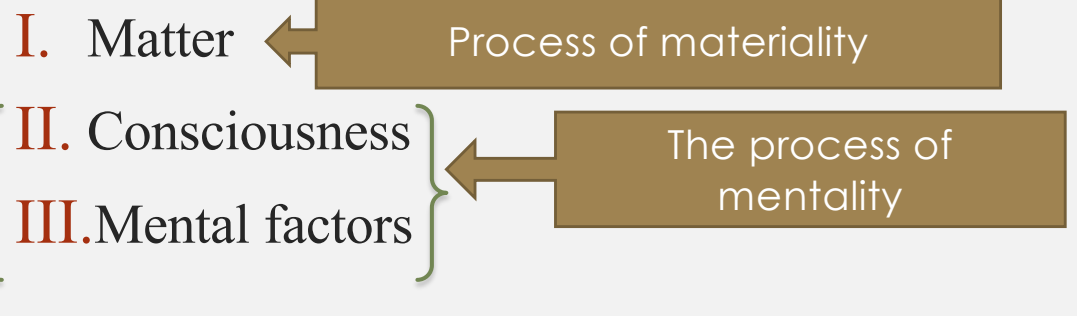 I. Matter
Process of materiality
II. Consciousness
The process of
mentality
III.Mental factors